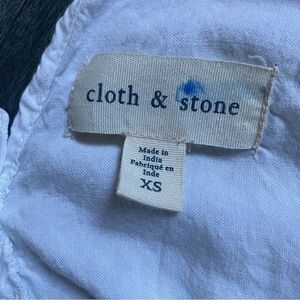 cloth & stone
Made in
India
Fabriqué en
Inde
XS